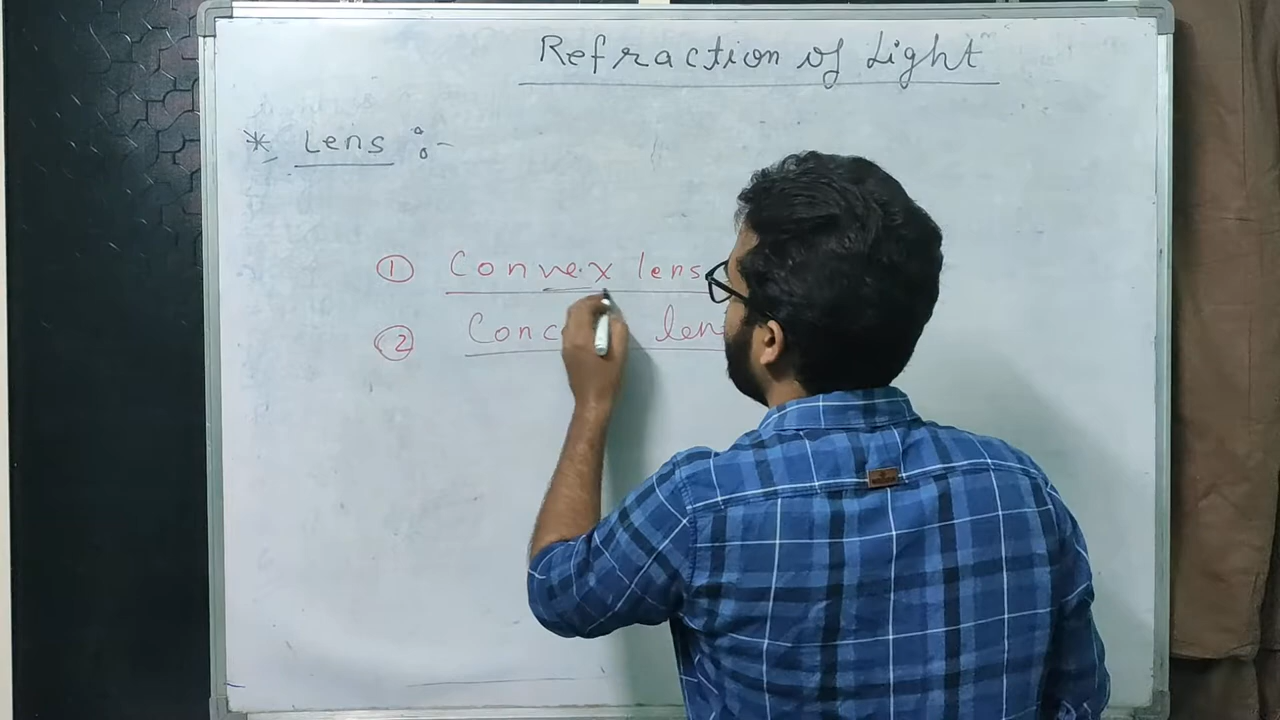 Refraction of Light
* Lens :-
① Convex lens
② Conc len